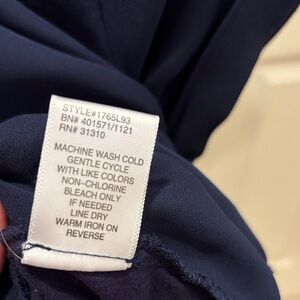 STYLE#1765L93
BN# 401571/1121
RN# 31310
MACHINE WASH COLD
GENTLE CYCLE
WITH LIKE COLORS
NON-CHLORINE
BLEACH ONLY
IF NEEDED
LINE DRY
WARM IRON ON
REVERSE